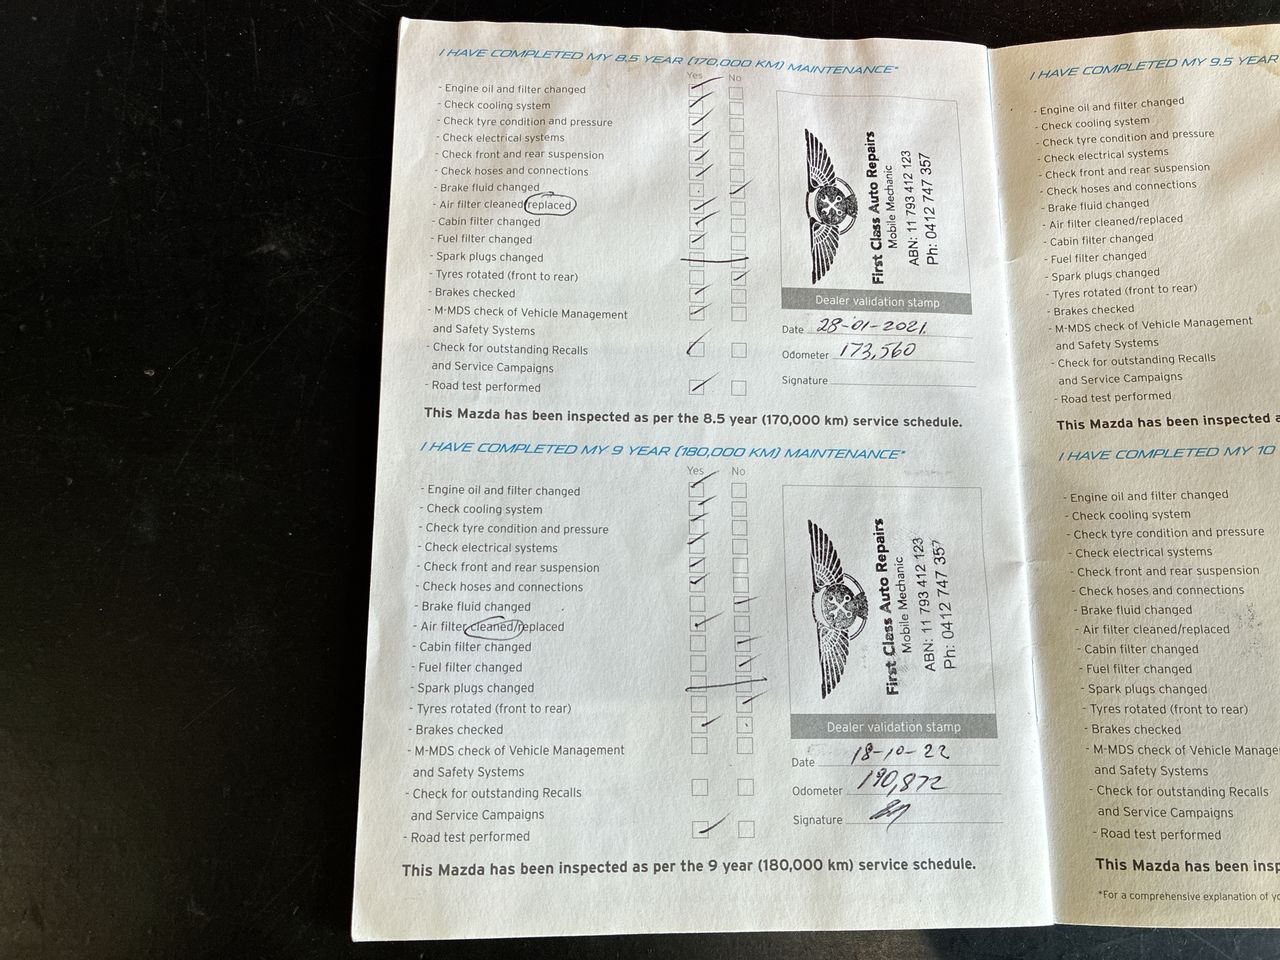 I HAVE COMPLETED MY 8.5 YEAR (170,000 KM) MAINTENANCE*
Yes No
- Engine oil and filter changed
- Check cooling system
- Check tyre condition and pressure
- Check electrical systems
- Check front and rear suspension
- Check hoses and connections
- Brake fluid changed
- Air filter cleaned/replaced
- Cabin filter changed
- Fuel filter changed
- Spark plugs changed
- Tyres rotated (front to rear)
- Brakes checked
- M-MDS check of Vehicle Management
and Safety Systems
- Check for outstanding Recalls
and Service Campaigns
- Road test performed
First Class Auto Repairs
Mobile Mechanic
ABN: 11 793 412 123
Ph: 0412 747 357
Dealer validation stamp
Date 28-01-2021.
Odometer 173,560
Signature
This Mazda has been inspected as per the 8.5 year (170,000 km) service schedule.
I HAVE COMPLETED MY 9 YEAR (180,000 KM) MAINTENANCE*
Yes No
- Engine oil and filter changed
- Check cooling system
- Check tyre condition and pressure
- Check electrical systems
- Check front and rear suspension
- Check hoses and connections
- Brake fluid changed
- Air filter cleaned/replaced
- Cabin filter changed
- Fuel filter changed
- Spark plugs changed
- Tyres rotated (front to rear)
- Brakes checked
- M-MDS check of Vehicle Management
and Safety Systems
- Check for outstanding Recalls
and Service Campaigns
- Road test performed
First Class Auto Repairs
Mobile Mechanic
ABN: 11 793 412 123
Ph: 0412 747 357
Dealer validation stamp
Date 18-10-22
Odometer 190,872
Signature
This Mazda has been inspected as per the 9 year (180,000 km) service schedule.
I HAVE COMPLETED MY 9.5 YEAR
- Engine oil and filter changed
- Check cooling system
- Check tyre condition and pressure
- Check electrical systems
- Check front and rear suspension
- Check hoses and connections
- Brake fluid changed
- Air filter cleaned/replaced
- Cabin filter changed
- Fuel filter changed
- Spark plugs changed
- Tyres rotated (front to rear)
- Brakes checked
- M-MDS check of Vehicle Management
and Safety Systems
- Check for outstanding Recalls
and Service Campaigns
- Road test performed
This Mazda has been inspected
I HAVE COMPLETED MY 10
- Engine oil and filter changed
- Check cooling system
- Check tyre condition and pressure
- Check electrical systems
- Check front and rear suspension
- Check hoses and connections
- Brake fluid changed
- Air filter cleaned/replaced
- Cabin filter changed
- Fuel filter changed
- Spark plugs changed
- Tyres rotated (front to rear)
- Brakes checked
- M-MDS check of Vehicle Manage
and Safety Systems
- Check for outstanding Recalls
and Service Campaigns
- Road test performed
This Mazda has been insp
*For a comprehensive explanation of yo